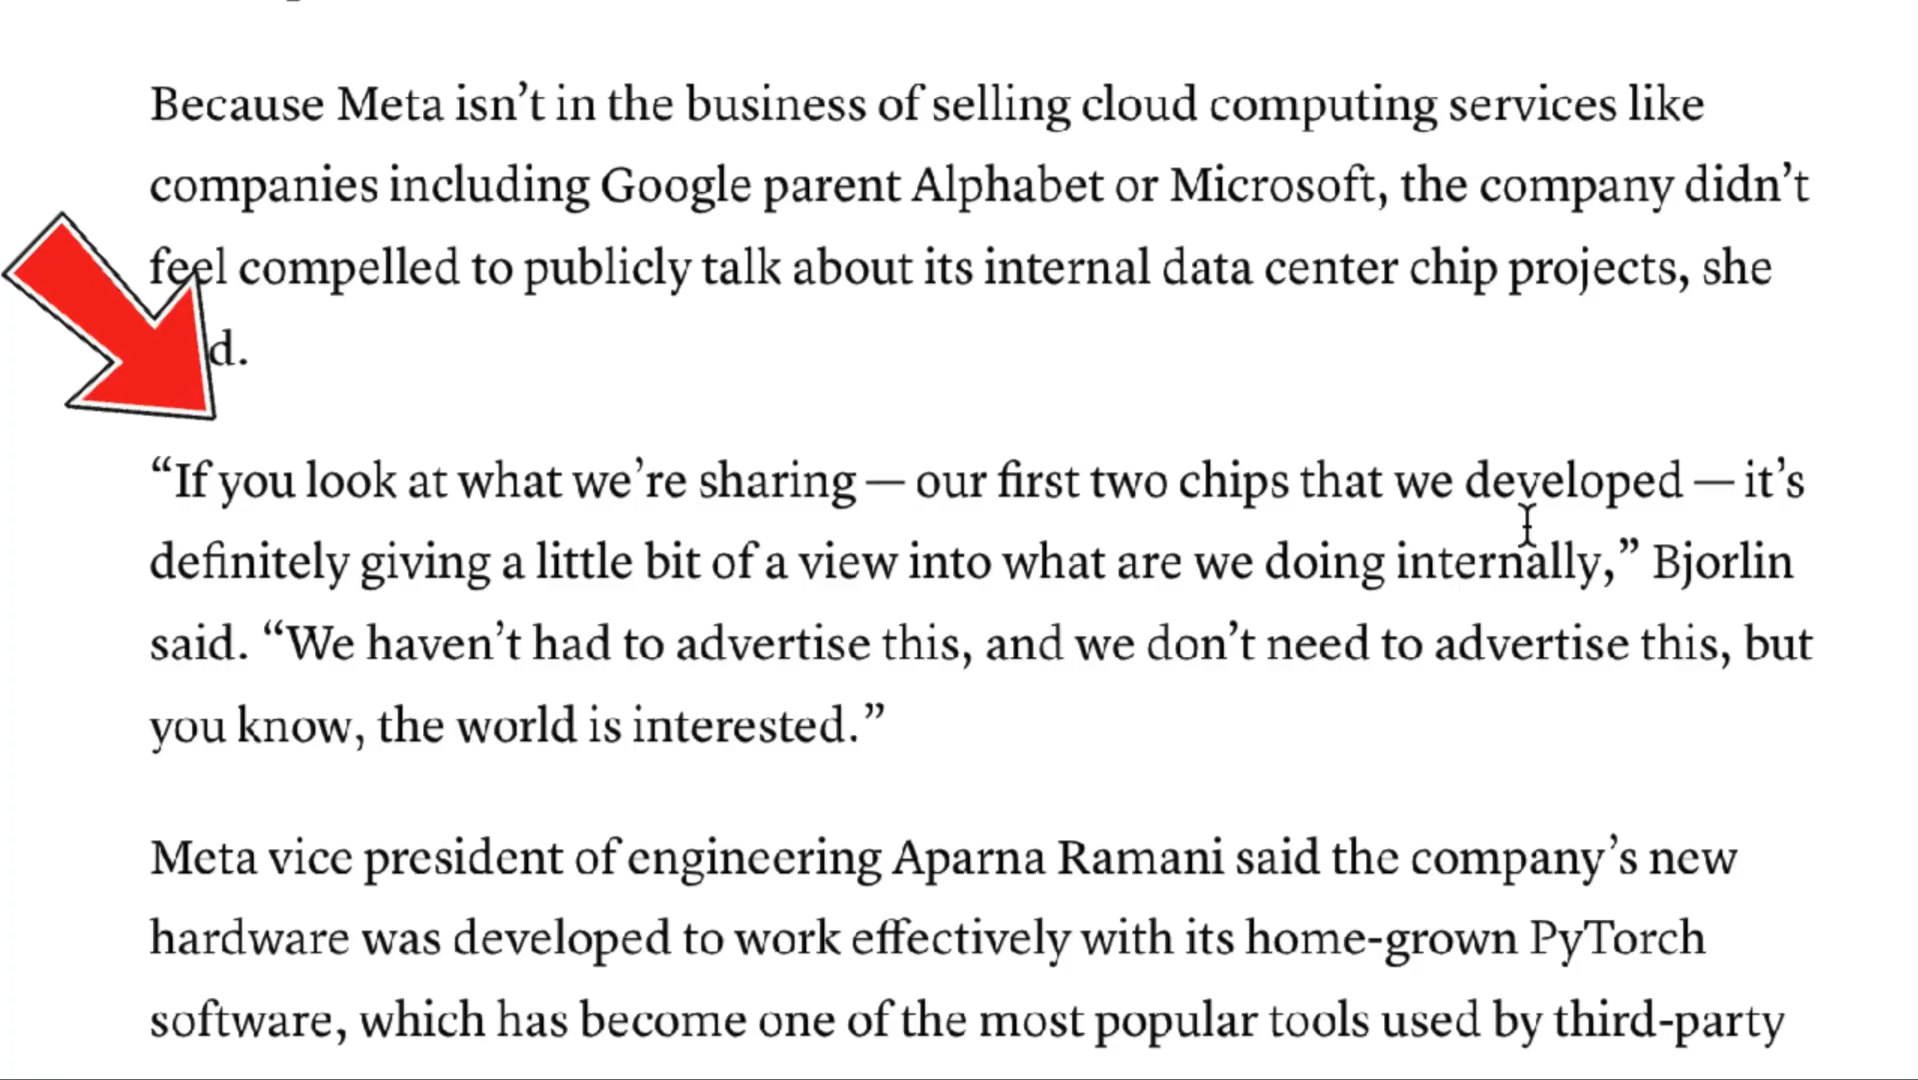 Because Meta isn’t in the business of selling cloud computing services like
companies including Google parent Alphabet or Microsoft, the company didn’t
feel compelled to publicly talk about its internal data center chip projects, she
“If you look at what we’re sharing — our first two chips that we developed — it’s
definitely giving a little bit of a view into what are we doing internally,” Bjorlin
said. “We haven’t had to advertise this, and we don’t need to advertise this, but
you know, the world is interested.”
Meta vice president of engineering Aparna Ramani said the company’s new
hardware was developed to work effectively with its home-grown PyTorch
software, which has become one of the most popular tools used by third-party